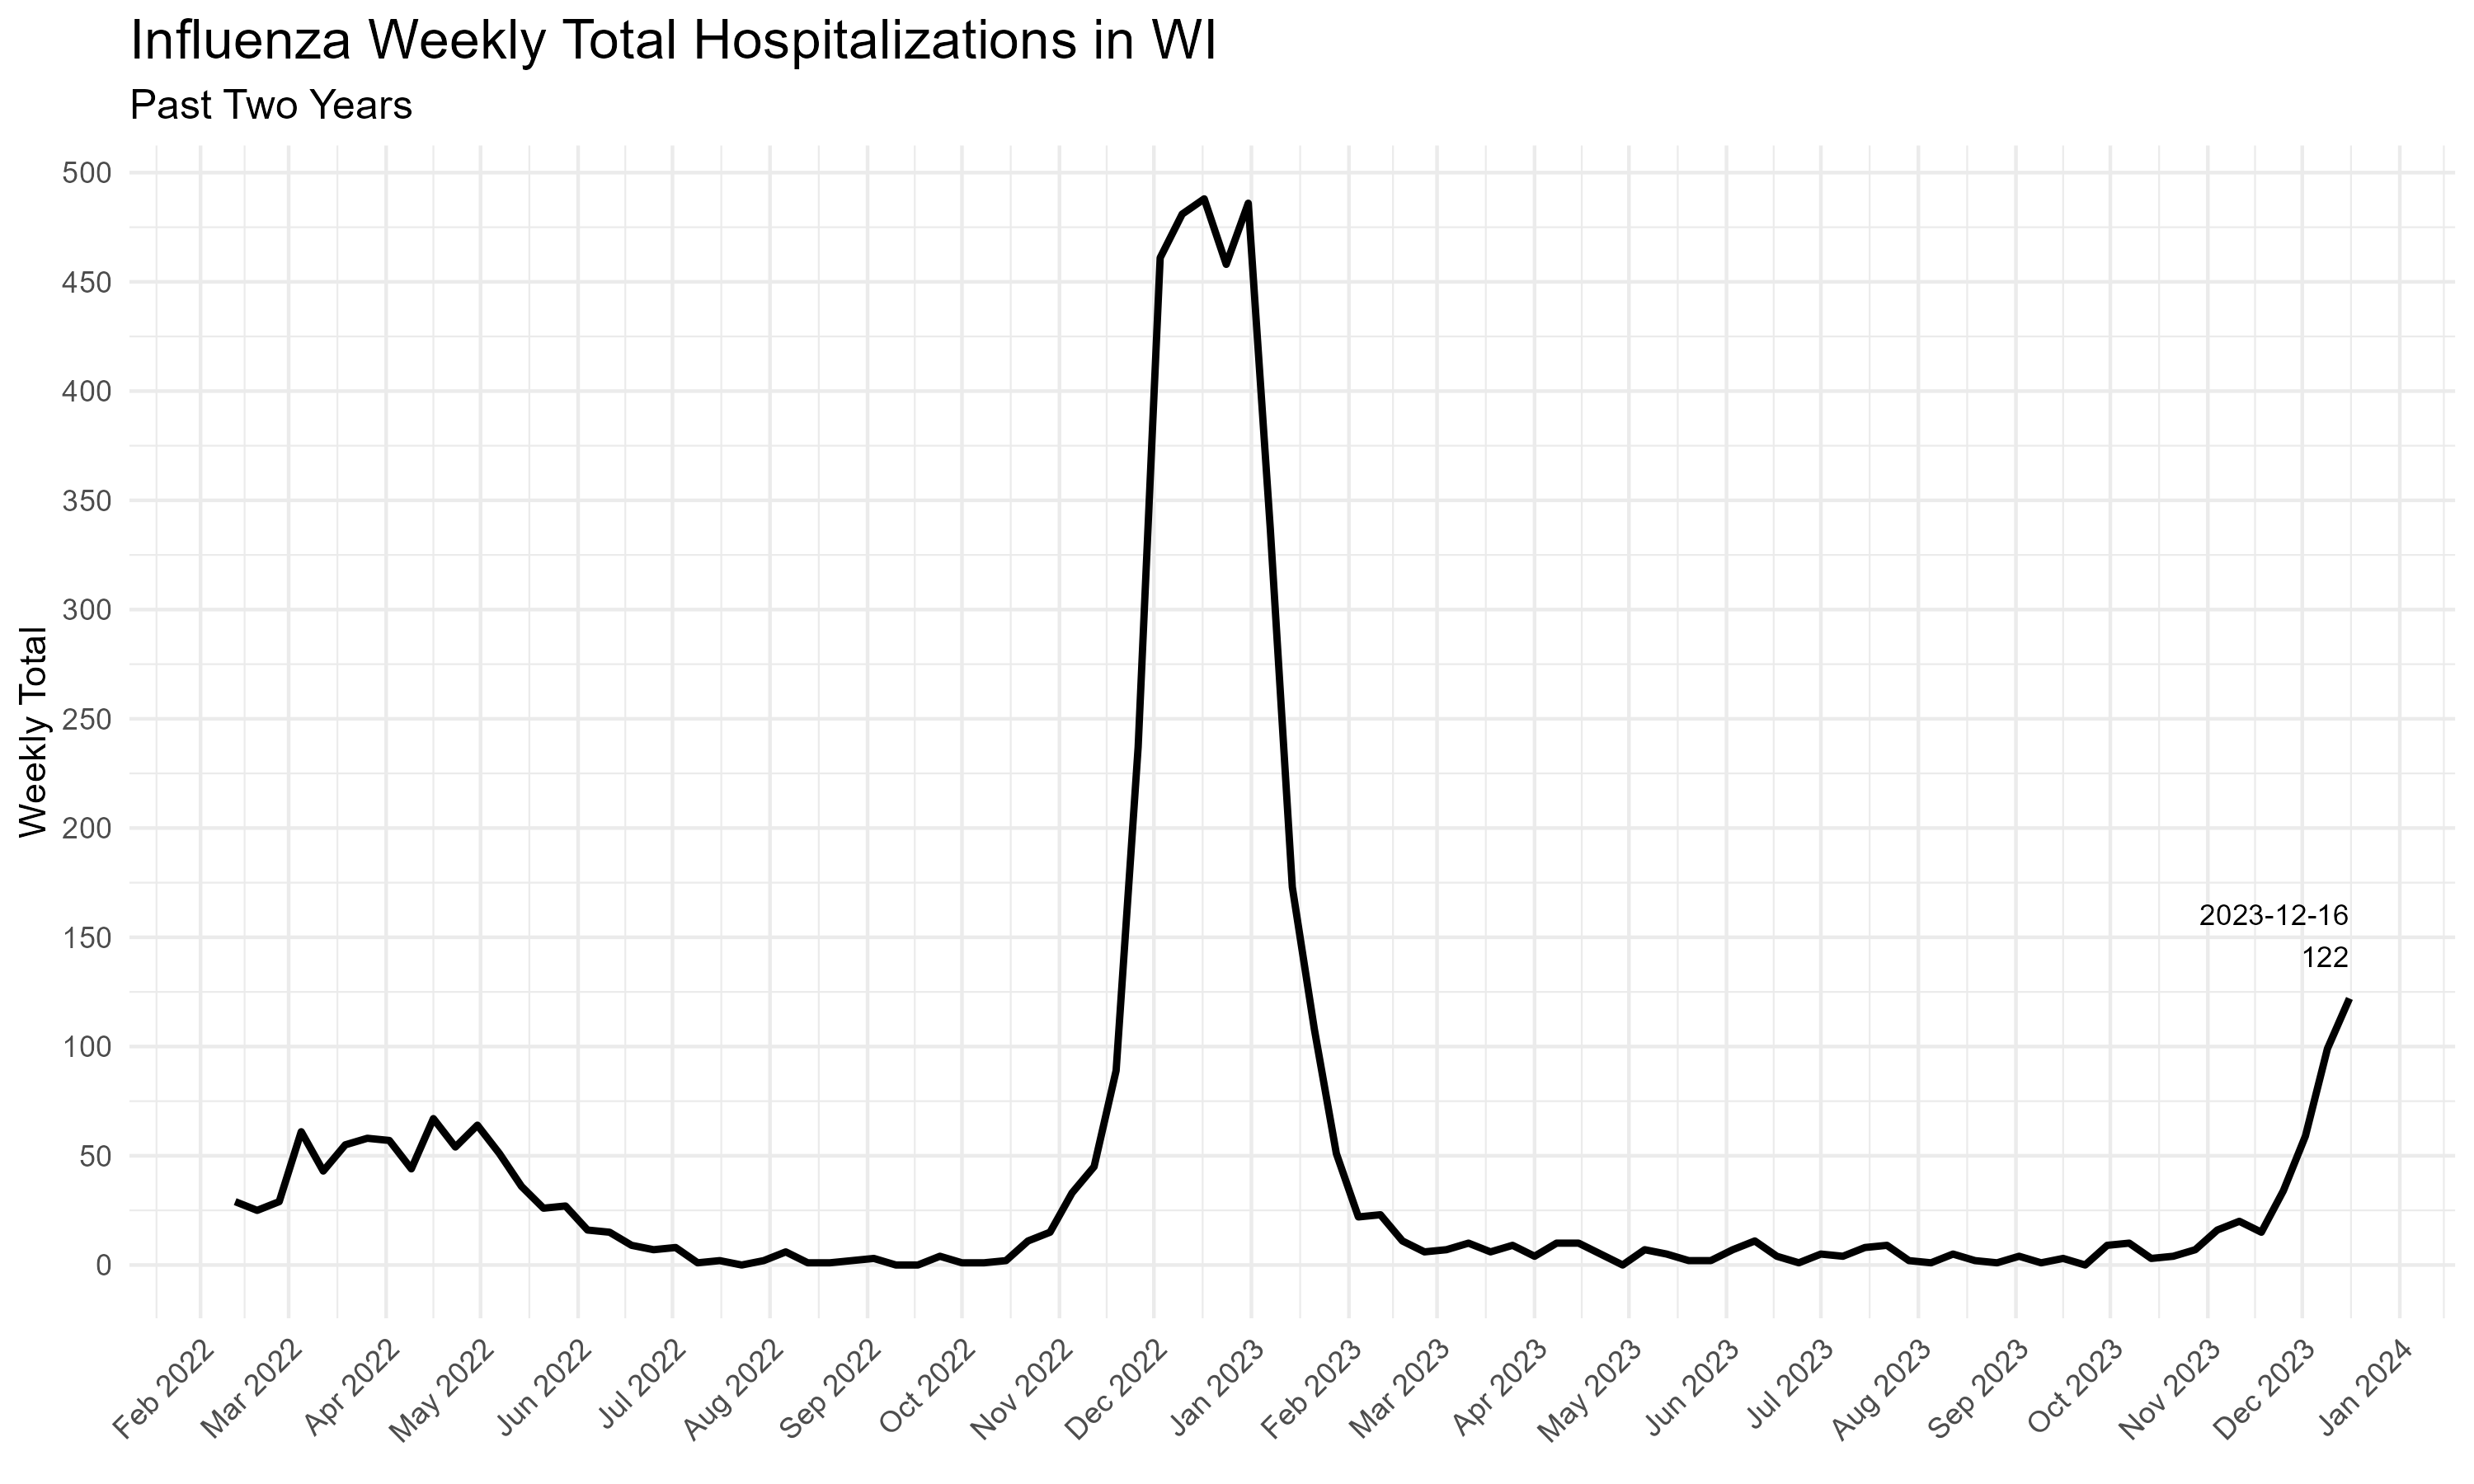 Influenza Weekly Total Hospitalizations in WI
Past Two Years
Weekly Total
500
450
400
350
300
250
200
150
100
50
0
2023-12-16
122
Feb 2022
Mar 2022
Apr 2022
May 2022
Jun 2022
Jul 2022
Aug 2022
Sep 2022
Oct 2022
Nov 2022
Dec 2022
Jan 2023
Feb 2023
Mar 2023
Apr 2023
May 2023
Jun 2023
Jul 2023
Aug 2023
Sep 2023
Oct 2023
Nov 2023
Dec 2023
Jan 2024